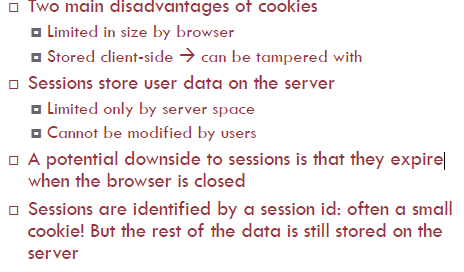 Two main disadvantages of cookies
Limited in size by browser
Stored client-side → can be tampered with
Sessions store user data on the server
Limited only by server space
Cannot be modified by users
A potential downside to sessions is that they expire
when the browser is closed
Sessions are identified by a session id: often a small
cookie! But the rest of the data is still stored on the
server